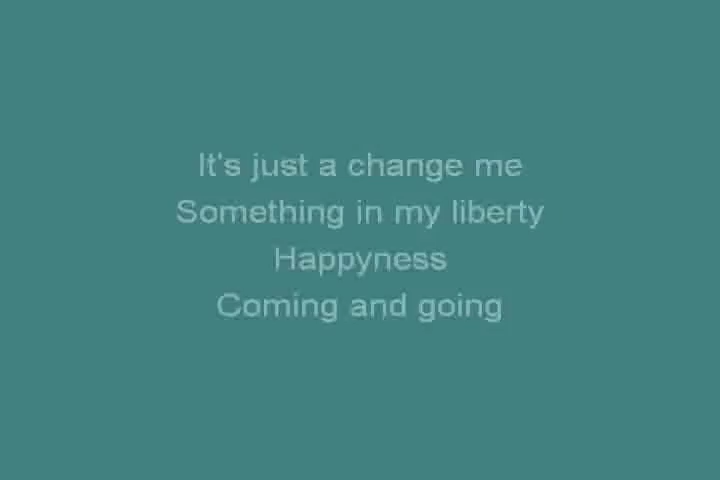 It's just a change me
Something in my liberty
Happyness
Coming and going